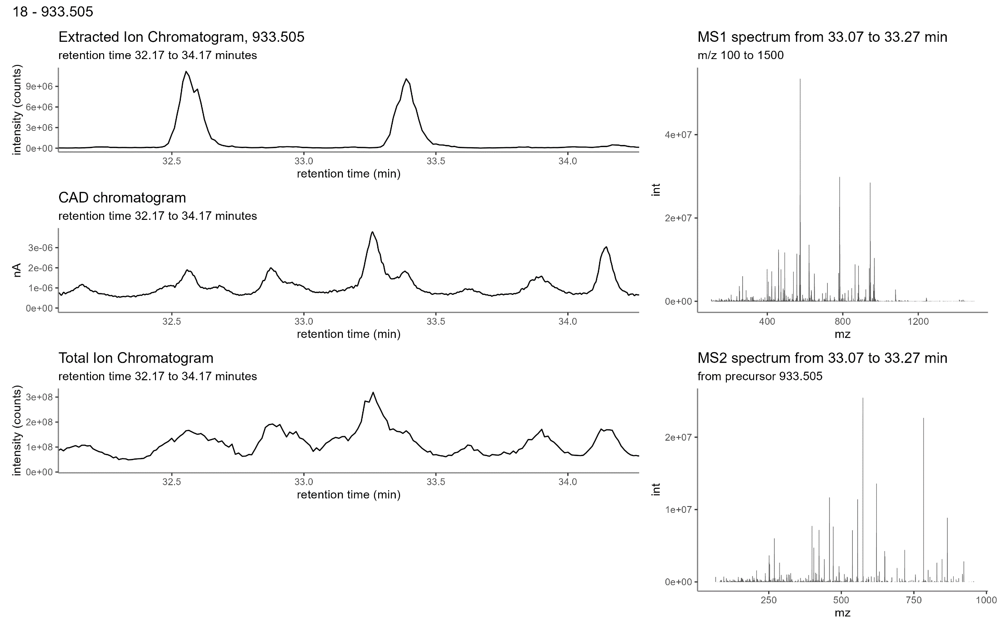 18 - 933.505
Extracted Ion Chromatogram, 933.505
retention time 32.17 to 34.17 minutes
intensity (counts)
9e+06
6e+06
3e+06
0e+00
32.5 33.0 33.5 34.0
retention time (min)
CAD chromatogram
retention time 32.17 to 34.17 minutes
nA
3e-06
2e-06
1e-06
0e+00
32.5 33.0 33.5 34.0
retention time (min)
Total Ion Chromatogram
retention time 32.17 to 34.17 minutes
intensity (counts)
3e+08
2e+08
1e+08
0e+00
32.5 33.0 33.5 34.0
retention time (min)
MS1 spectrum from 33.07 to 33.27 min
m/z 100 to 1500
int
4e+07
2e+07
0e+00
400 800 1200
mz
MS2 spectrum from 33.07 to 33.27 min
from precursor 933.505
int
2e+07
1e+07
0e+00
250 500 750 1000
mz